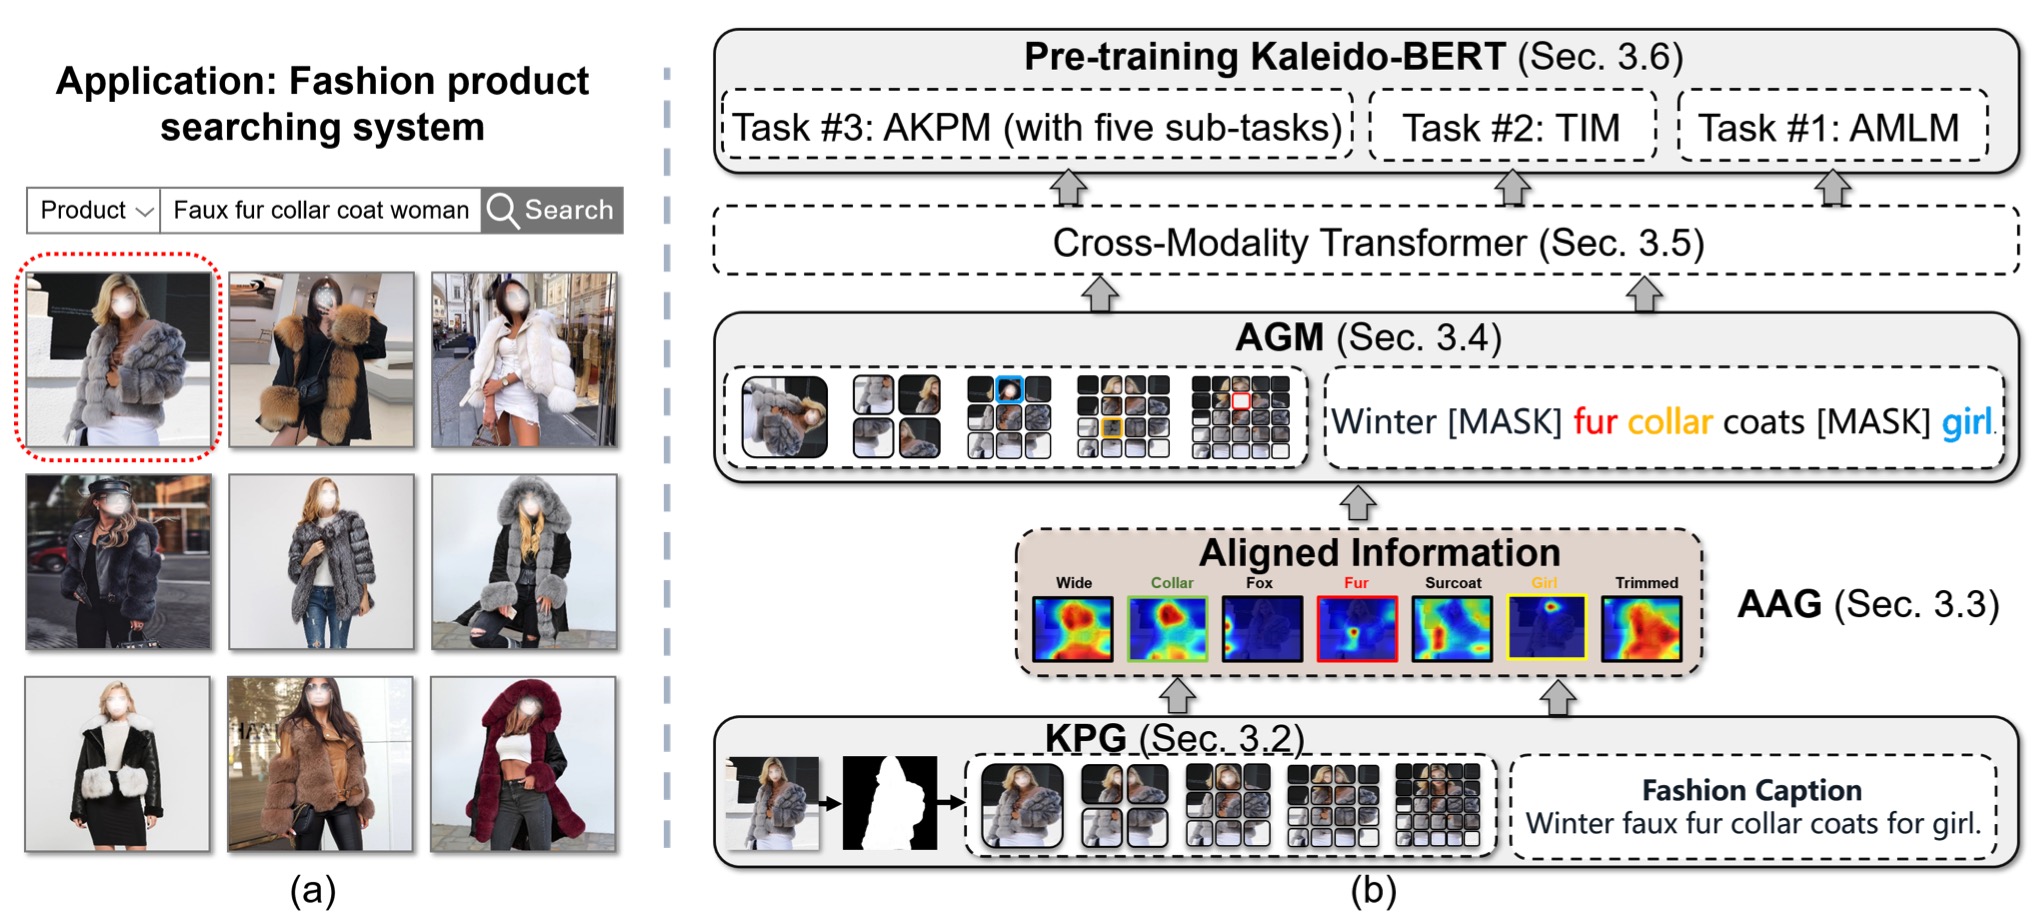 Application: Fashion product
searching system
Product
Faux fur collar coat woman
Search
(a)
Pre-training Kaleido-BERT (Sec. 3.6)
Task #3: AKPM (with five sub-tasks)
Task #2: TIM
Task #1: AMLM
Cross-Modality Transformer (Sec. 3.5)
AGM (Sec. 3.4)
Winter [MASK] fur collar coats [MASK] girl.
Aligned Information
Wide
Collar
Fox
Fur
Surcoat
Girl
Trimmed
AAG (Sec. 3.3)
KPG (Sec. 3.2)
Fashion Caption
Winter faux fur collar coats for girl.
(b)